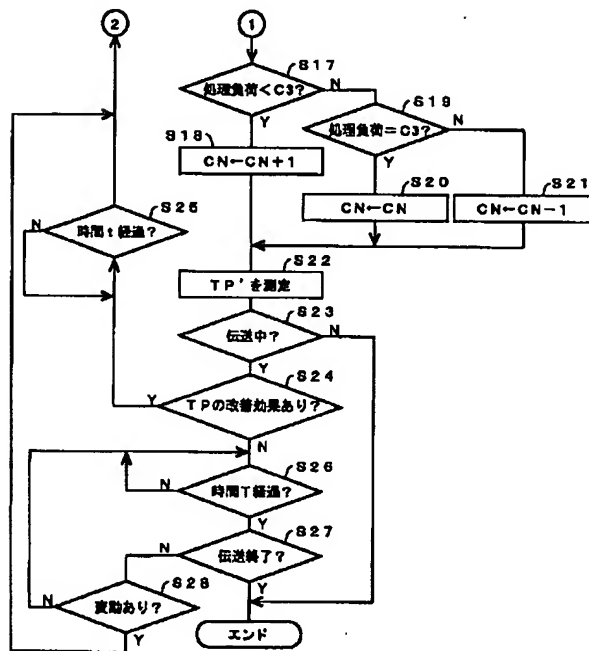 2
1
S17
処理負荷<C3?
N
S19
Y
S18
処理負荷=C3?
N
CN←CN+1
Y
S20
S21
CN←CN
CN←CN-1
S25
N
時間t経過?
S22
TP'を測定
S23
伝送中?
N
Y
S24
Y
TPの改善効果あり?
N
S26
N
時間T経過?
Y
S27
N
伝送終了?
S28
Y
N
変動あり?
Y
エンド